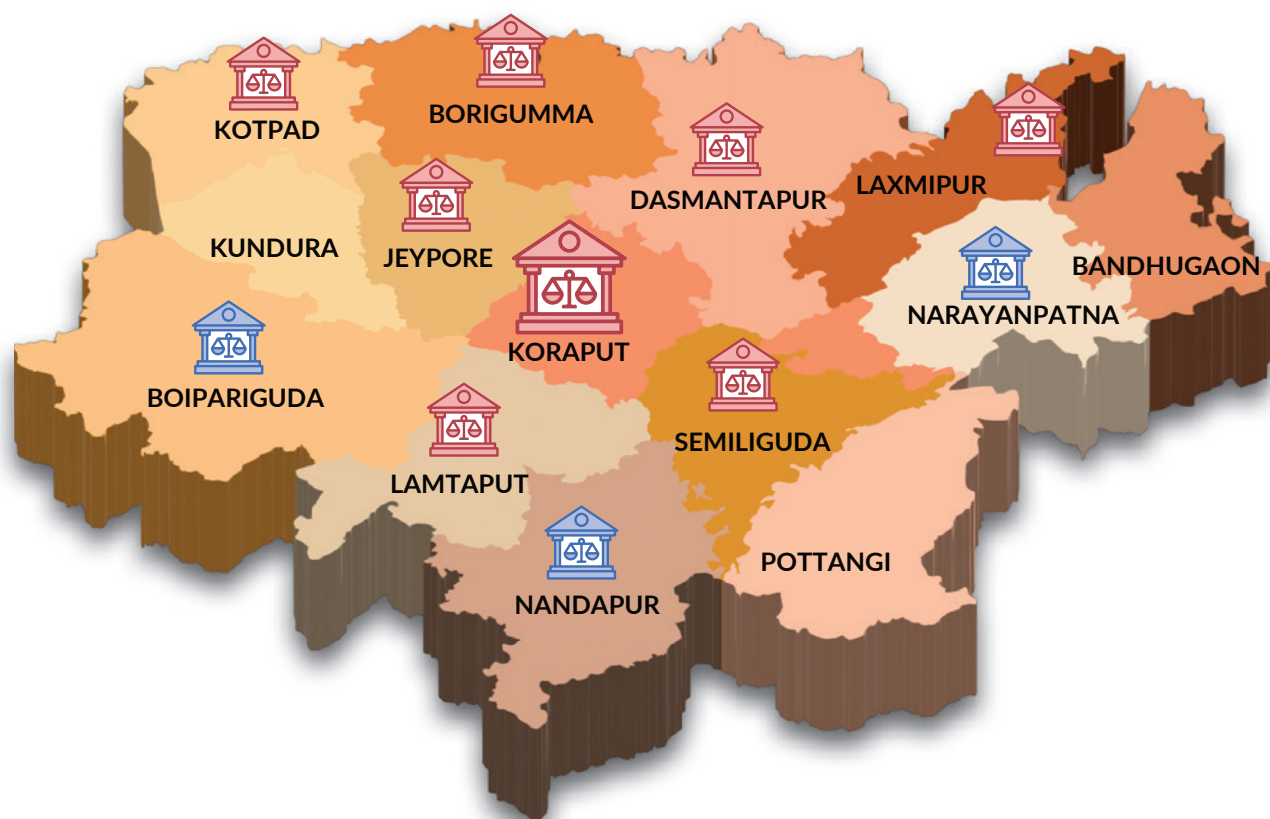 KOTPAD
BORIGUMMA
DASMANTAPUR
LAXMIPUR
KUNDURA
JEYPORE
BANDHUGAON
NARAYANPATNA
KORAPUT
BOIPARIGUDA
SEMILIGUDA
LAMTAPUT
POTTANGI
NANDAPUR